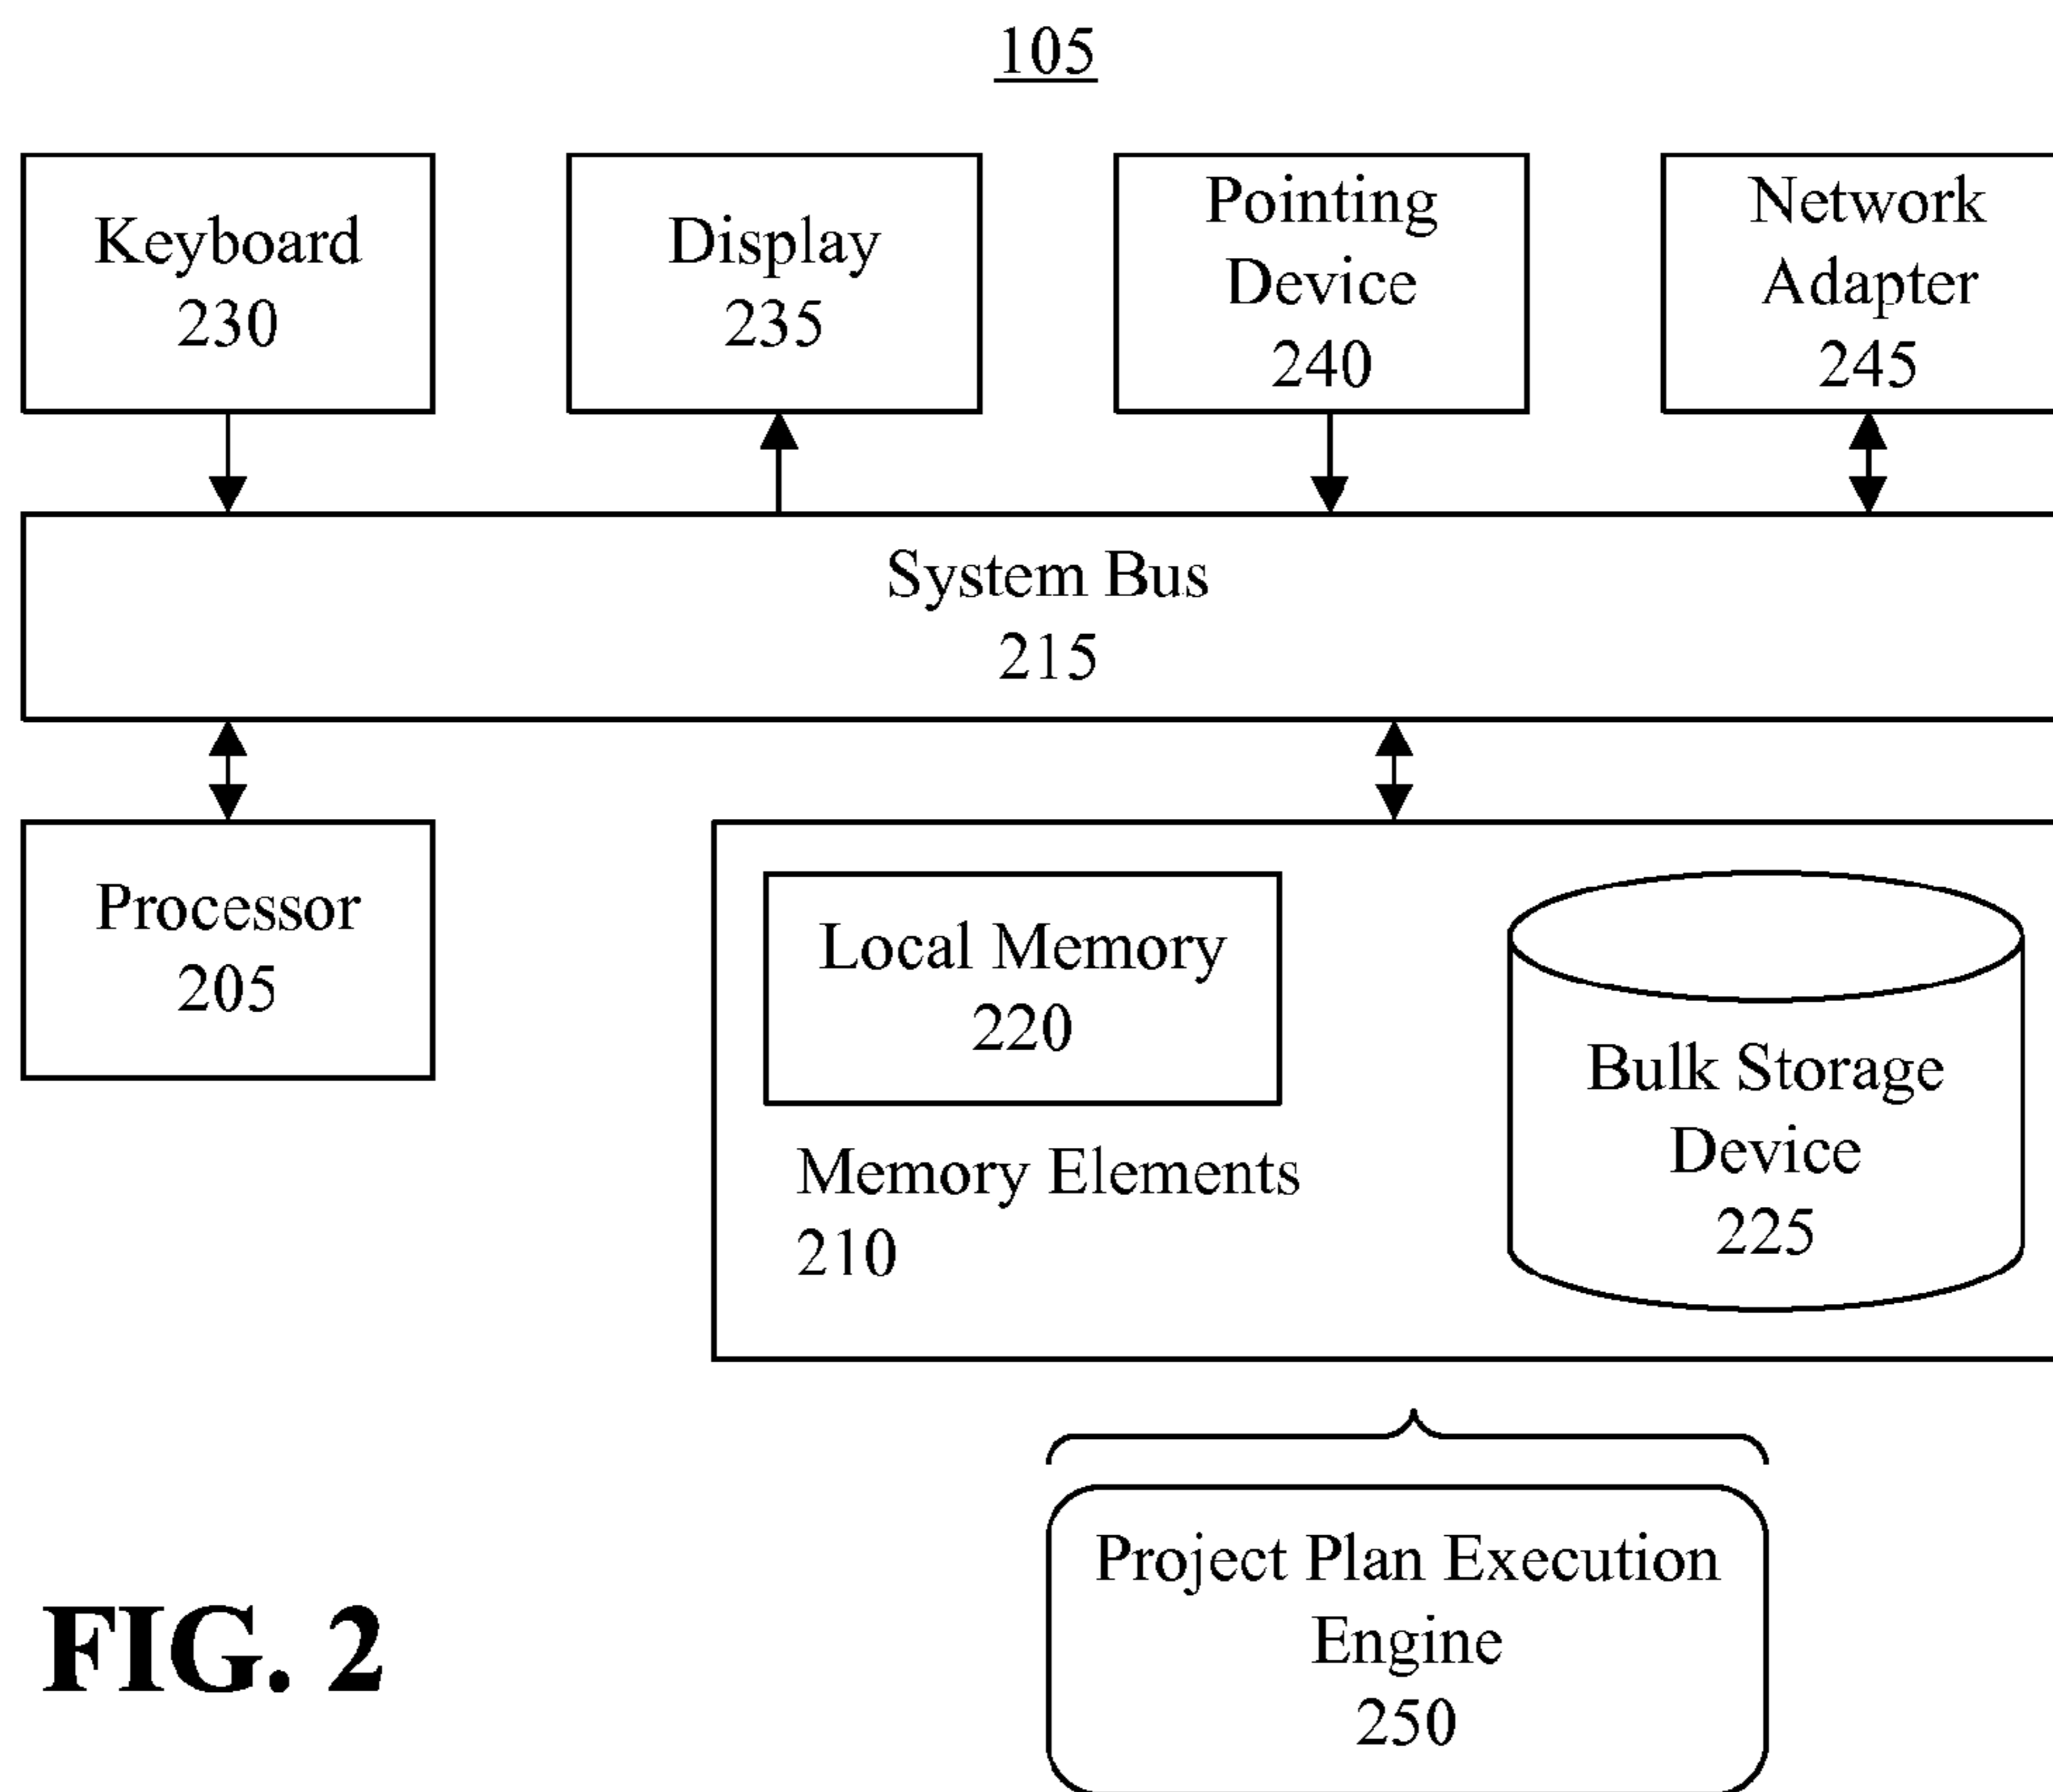 105
Keyboard
230
Display
235
Pointing
Device
240
Network
Adapter
245
System Bus
215
Processor
205
Local Memory
220
Memory Elements
210
Bulk Storage
Device
225
Project Plan Execution
Engine
250
FIG. 2